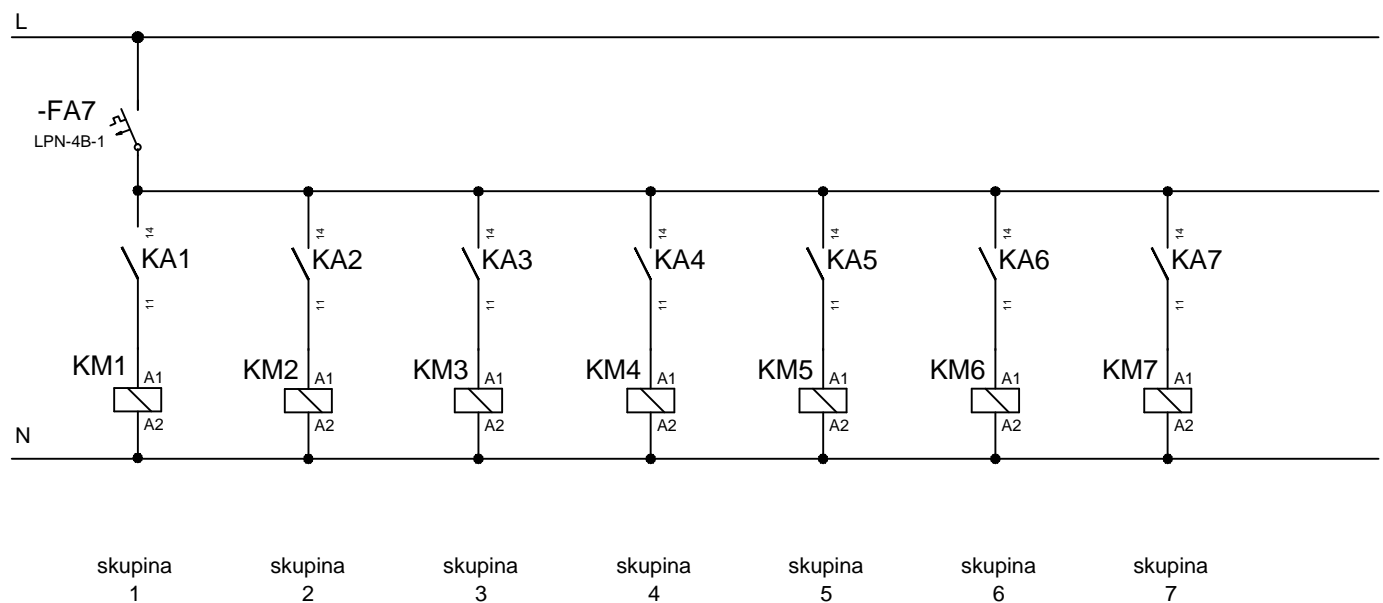 L
-FA7
LPN-4B-1
14 14 14 14 14 14 14
KA1 KA2 KA3 KA4 KA5 KA6 KA7
11 11 11 11 11 11 11
KM1 KM2 KM3 KM4 KM5 KM6 KM7
A1 A1 A1 A1 A1 A1 A1
A2 A2 A2 A2 A2 A2 A2
N
skupina skupina skupina skupina skupina skupina skupina
1 2 3 4 5 6 7